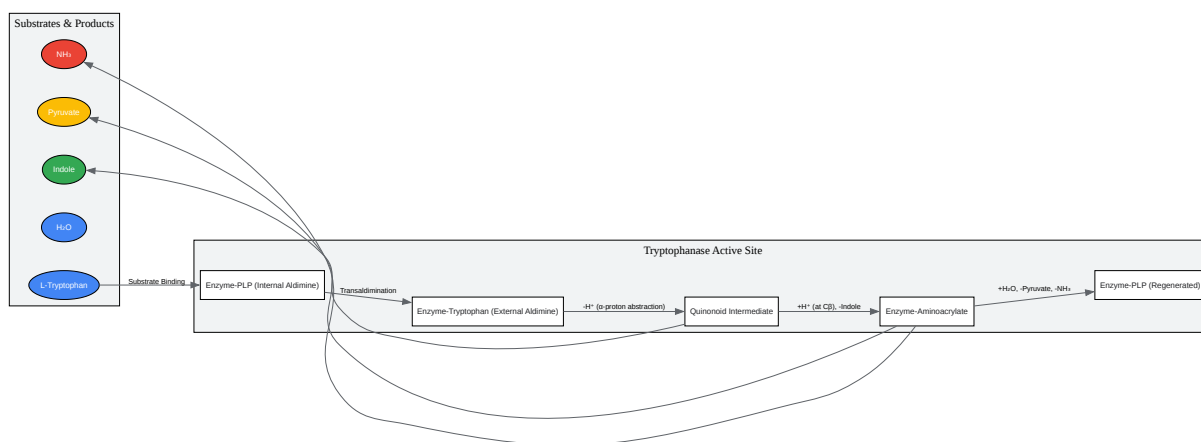 Substrates & Products
NH₃
Pyruvate
Indole
H₂O
L-Tryptophan
Substrate Binding
Tryptophanase Active Site
Enzyme-PLP (Internal Aldimine)
Transaldimination
Enzyme-Tryptophan (External Aldimine)
-H⁺ (α-proton abstraction)
Quinonoid Intermediate
+H⁺ (at Cβ), -Indole
Enzyme-Aminoacrylate
+H₂O, -Pyruvate, -NH₃
Enzyme-PLP (Regenerated)